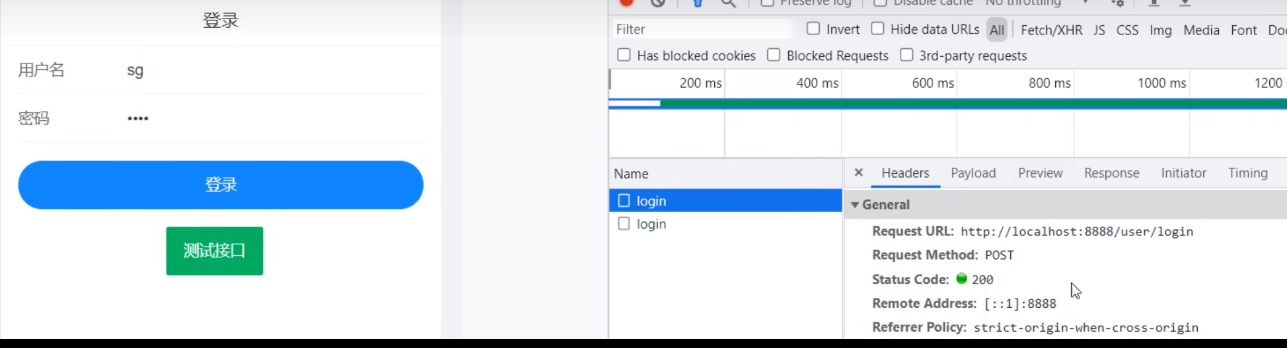 登录
用户名 sg
密码 ••••
登录
测试接口
Preserve log Disable cache No throttling
Filter Invert Hide data URLs All Fetch/XHR JS CSS Img Media Font Doc
Has blocked cookies Blocked Requests 3rd-party requests
200 ms 400 ms 600 ms 800 ms 1000 ms 1200
Name × Headers Payload Preview Response Initiator Timing
login
login
General
Request URL: http://localhost:8888/user/login
Request Method: POST
Status Code: 200
Remote Address: [::1]:8888
Referrer Policy: strict-origin-when-cross-origin